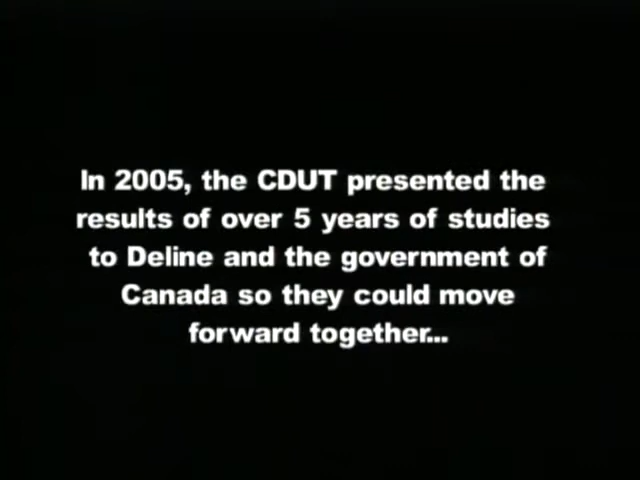 In 2005, the CDUT presented the
results of over 5 years of studies
to Deline and the government of
Canada so they could move
forward together...